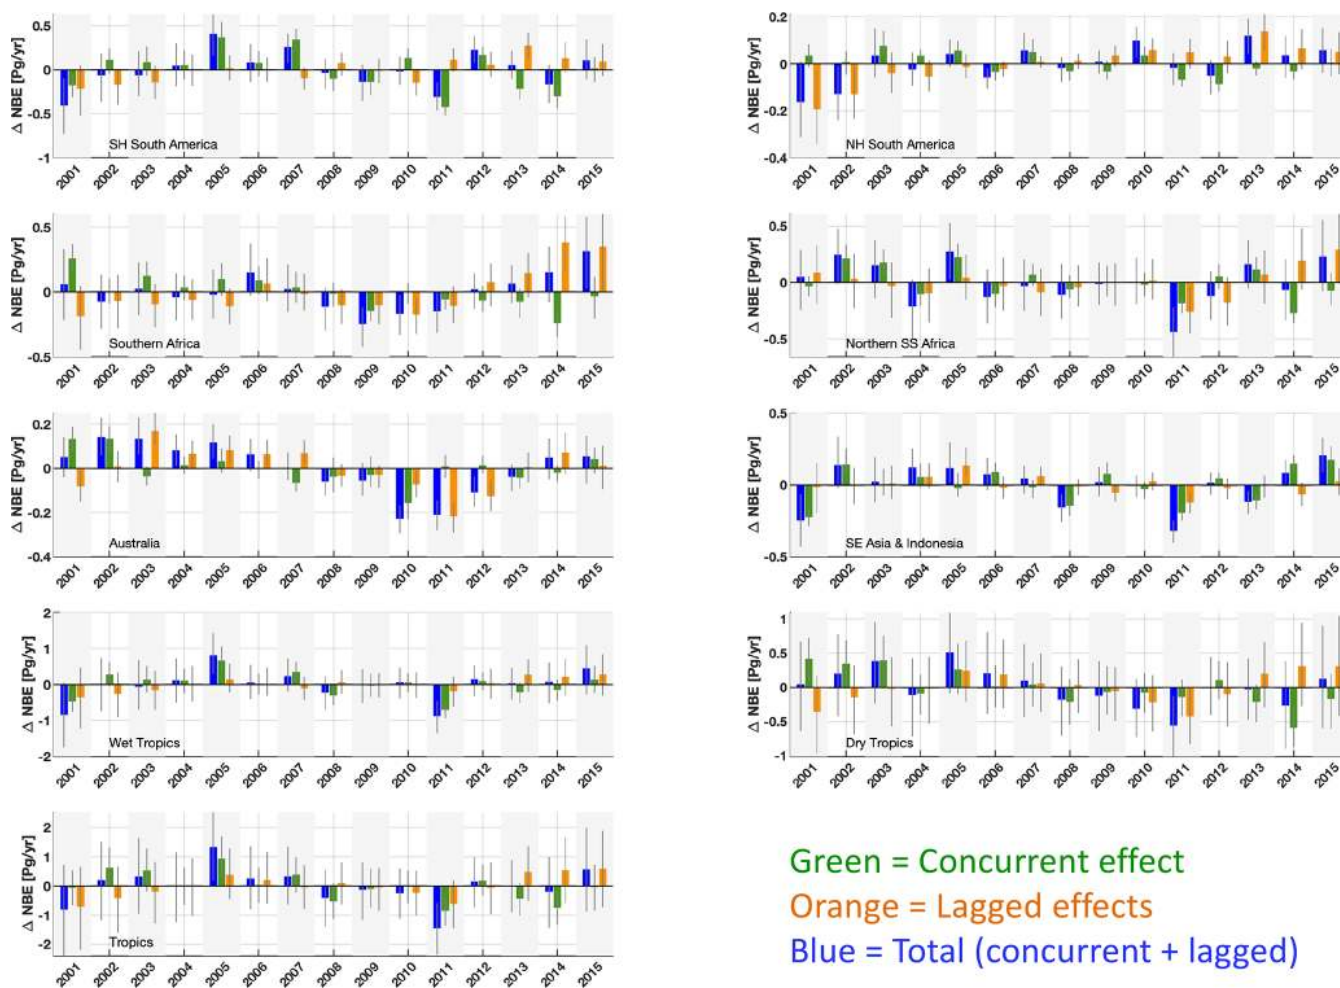 Δ NBE [Pg/yr]
0.5
0
-0.5
-1
SH South America
2001 2002 2003 2004 2005 2006 2007 2008 2009 2010 2011 2012 2013 2014 2015
Δ NBE [Pg/yr]
0.2
0
-0.2
-0.4
NH South America
2001 2002 2003 2004 2005 2006 2007 2008 2009 2010 2011 2012 2013 2014 2015
Δ NBE [Pg/yr]
0.5
0
-0.5
Southern Africa
2001 2002 2003 2004 2005 2006 2007 2008 2009 2010 2011 2012 2013 2014 2015
Δ NBE [Pg/yr]
0.5
0
-0.5
Northern SS Africa
2001 2002 2003 2004 2005 2006 2007 2008 2009 2010 2011 2012 2013 2014 2015
Δ NBE [Pg/yr]
0.2
0
-0.2
-0.4
Australia
2001 2002 2003 2004 2005 2006 2007 2008 2009 2010 2011 2012 2013 2014 2015
Δ NBE [Pg/yr]
0.5
0
-0.5
SE Asia & Indonesia
2001 2002 2003 2004 2005 2006 2007 2008 2009 2010 2011 2012 2013 2014 2015
Δ NBE [Pg/yr]
2
1
0
-1
-2
Wet Tropics
2001 2002 2003 2004 2005 2006 2007 2008 2009 2010 2011 2012 2013 2014 2015
Δ NBE [Pg/yr]
1
0.5
0
-0.5
-1
Dry Tropics
2001 2002 2003 2004 2005 2006 2007 2008 2009 2010 2011 2012 2013 2014 2015
Δ NBE [Pg/yr]
2
1
0
-1
-2
Tropics
2001 2002 2003 2004 2005 2006 2007 2008 2009 2010 2011 2012 2013 2014 2015
Green = Concurrent effect
Orange = Lagged effects
Blue = Total (concurrent + lagged)